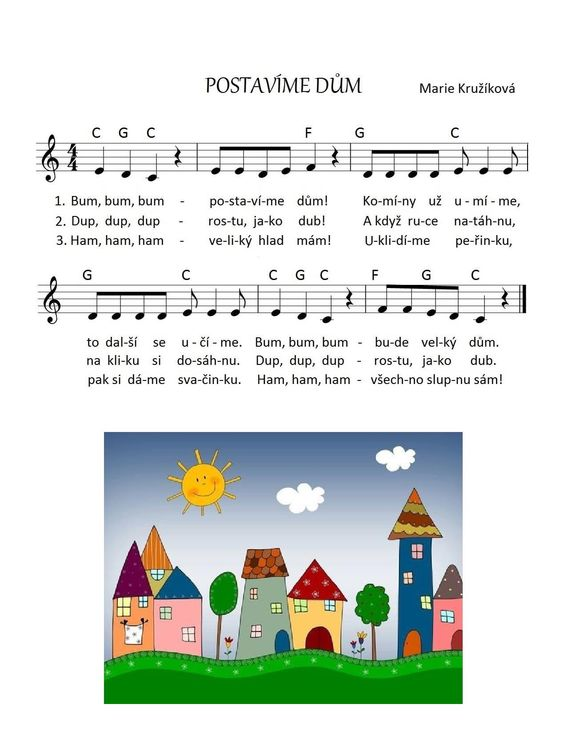 POSTAVÍME DŮM
Marie Kružíková
C G C F G C
4
4
1. Bum, bum, bum - po-sta-ví-me dům! Ko-mí-ny už u-mí-me,
2. Dup, dup, dup - ros-tu, ja-ko dub! A když ru-ce na-táh-nu,
3. Ham, ham, ham - ve-li-ký hlad mám! U-kli-dí-me pe-řin-ku,
G C C G C F G C
to dal-ší se u-čí-me. Bum, bum, bum - bu-de vel-ký dům.
na kli-ku si do-sáh-nu. Dup, dup, dup - ros-tu, ja-ko dub.
pak si dá-me sva-čin-ku. Ham, ham, ham - všech-no slup-nu sám!